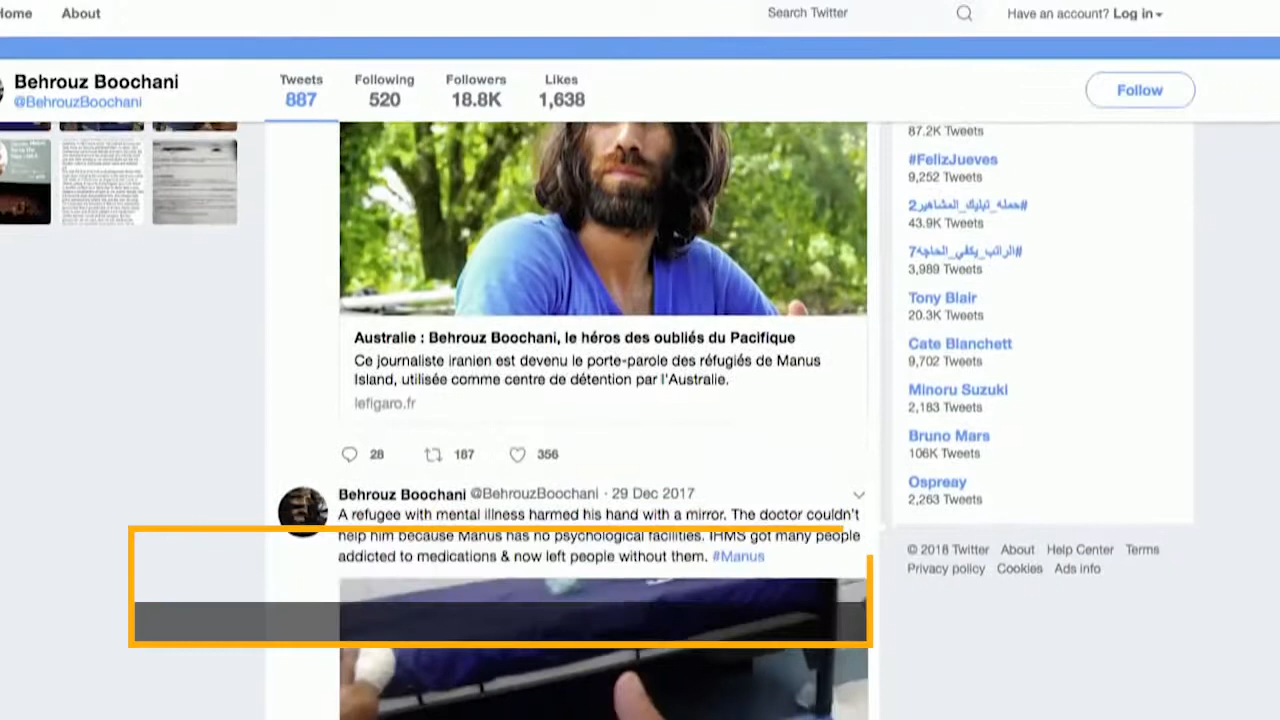 Home About Search Twitter Have an account? Log in
Behrouz Boochani
@BehrouzBoochani
Tweets Following Followers Likes
887 520 18.8K 1,638
Follow
87.2K Tweets
#FelizJueves
9,252 Tweets
#حمله_تبليك_المشاهير2
43.9K Tweets
#الراتب_يكفي_الحاجه7
3,989 Tweets
Tony Blair
20.3K Tweets
Cate Blanchett
9,702 Tweets
Minoru Suzuki
2,183 Tweets
Bruno Mars
106K Tweets
Ospreay
2,263 Tweets
Australie : Behrouz Boochani, le héros des oubliés du Pacifique
Ce journaliste iranien est devenu le porte-parole des réfugiés de Manus
Island, utilisée comme centre de détention par l'Australie.
lefigaro.fr
28 187 356
Behrouz Boochani @BehrouzBoochani · 29 Dec 2017
A refugee with mental illness harmed his hand with a mirror. The doctor couldn't
help him because Manus has no psychological facilities. IHMS got many people
addicted to medications & now left people without them. #Manus
© 2018 Twitter About Help Center Terms
Privacy policy Cookies Ads info